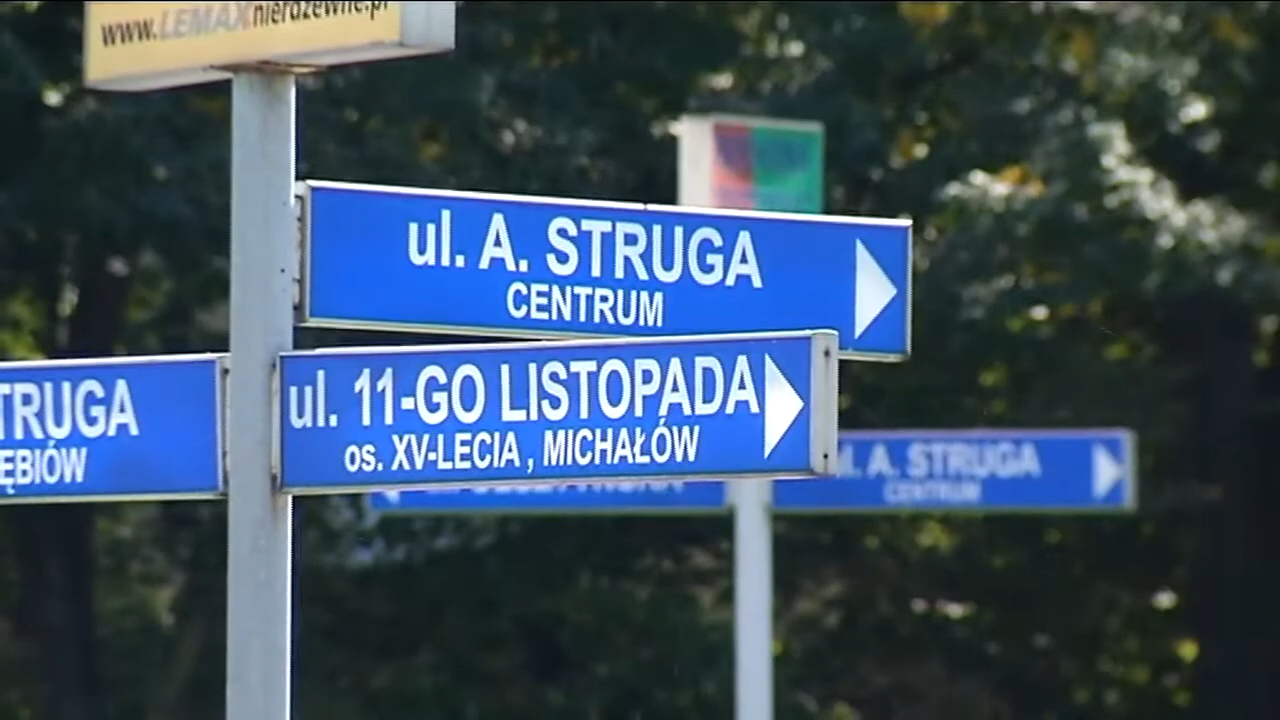 www.LEMAXnierdzewne.pl
ul. A. STRUGA
CENTRUM
TRUGA
ĘBIÓW
ul. 11-GO LISTOPADA
os. XV-LECIA, MICHAŁÓW
ul. A. STRUGA
CENTRUM